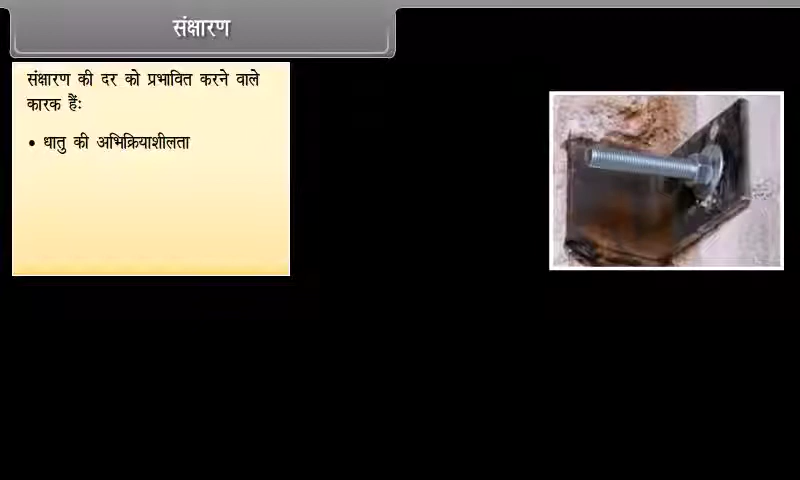 संक्षारण
संक्षारण की दर को प्रभावित करने वाले
कारक हैं:
• धातु की अभिक्रियाशीलता